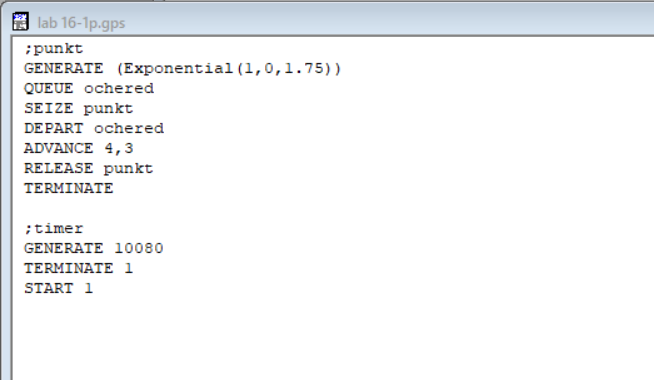 lab 16-1p.gps
;punkt
GENERATE (Exponential(1,0,1.75))
QUEUE ochered
SEIZE punkt
DEPART ochered
ADVANCE 4,3
RELEASE punkt
TERMINATE
;timer
GENERATE 10080
TERMINATE 1
START 1